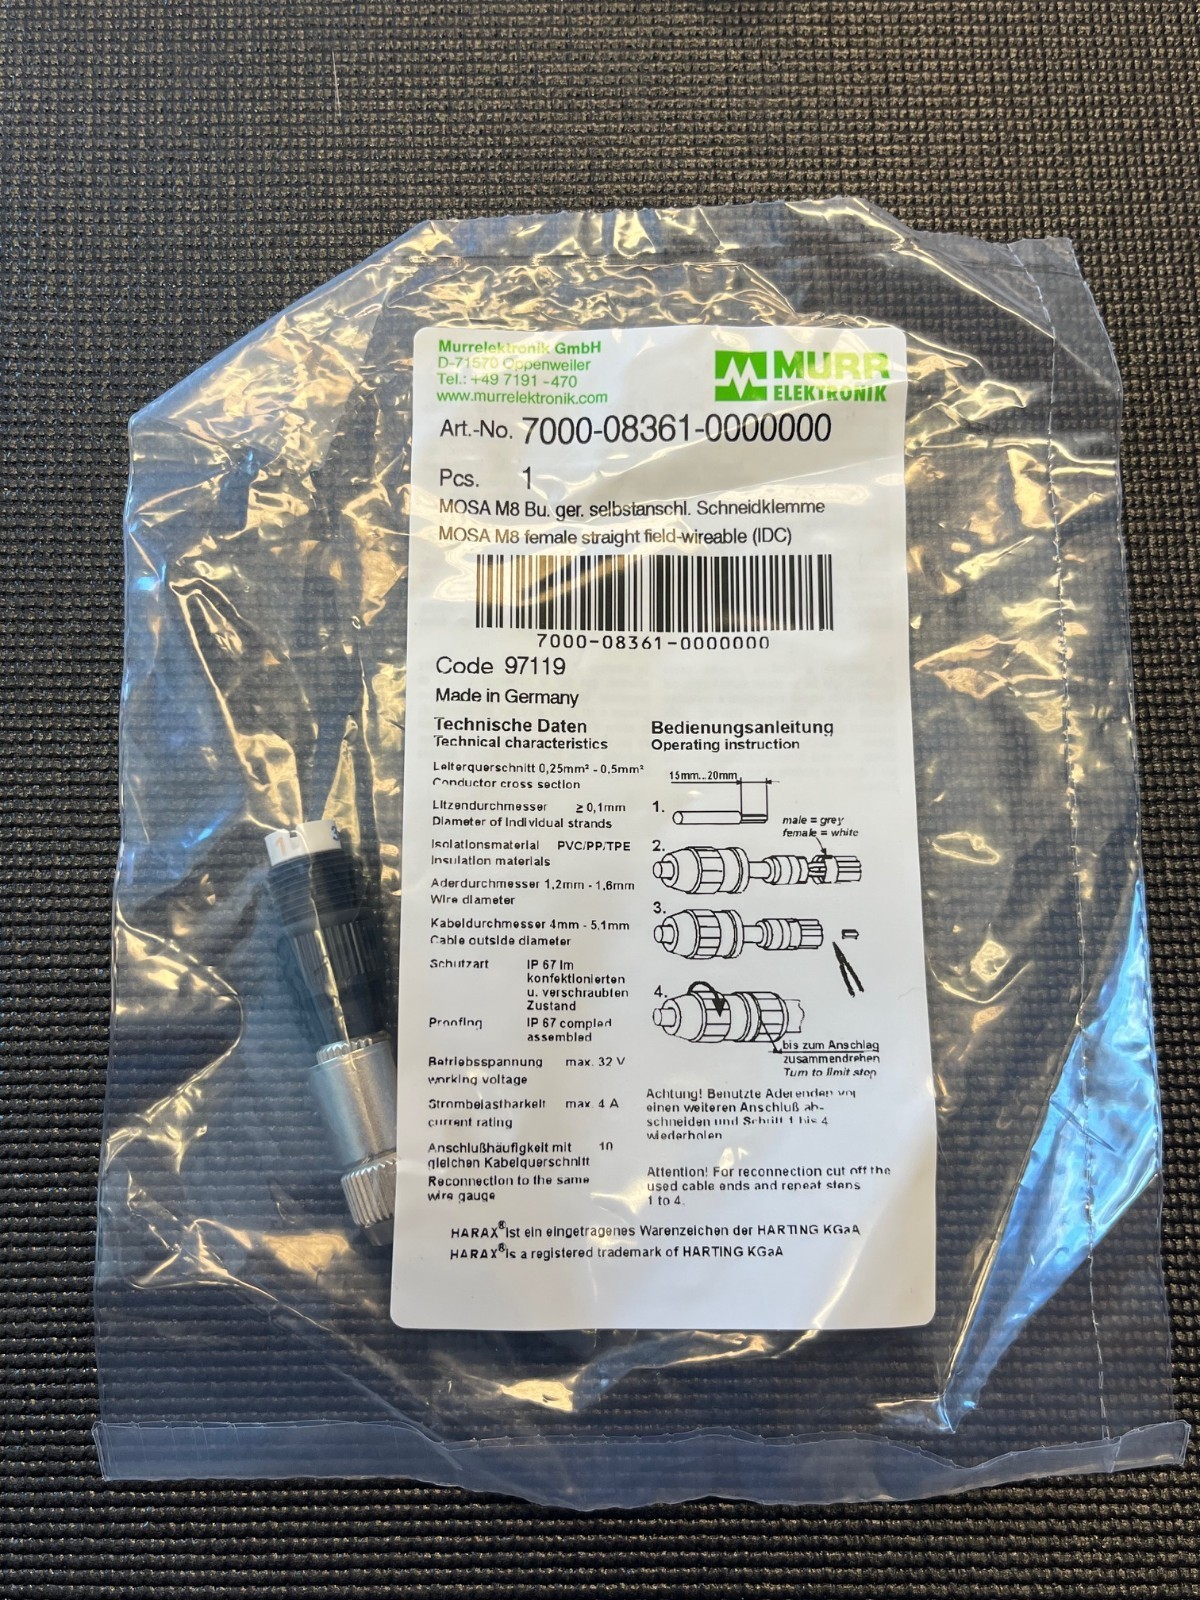 Murrelektronik GmbH
D-71570 Oppenweiler
Tel.: +49 7191 -470
www.murrelektronik.com
MURR
ELEKTRONIK
Art.-No. 7000-08361-0000000
Pcs. 1
MOSA M8 Bu. ger. selbstanschl. Schneidklemme
MOSA M8 female straight field-wireable (IDC)
7000-08361-0000000
Code 97119
Made in Germany
Technische Daten
Technical characteristics
Leiterquerschnitt 0,25mm² - 0,5mm²
Conductor cross section
Litzendurchmesser ≥ 0,1mm
Diameter of Individual strands
Isolationsmaterial PVC/PP/TPE
Insulation materials
Aderdurchmesser 1,2mm - 1,6mm
Wire diameter
Kabeldurchmesser 4mm - 5,1mm
Cable outside diameter
Schutzart IP 67 Im
konfektionierten
u. verschraubten
Zustand
Proofing IP 67 compled
assembled
Betriebsspannung max. 32 V
working voltage
Strombelastbarkeit max. 4 A
current rating
Anschlußhäufigkeit mit 10
gleichen Kabelquerschnitt
Reconnection to the same
wire gauge
Bedienungsanleitung
Operating instruction
15mm...20mm
1.
male = grey
female = white
2.
3.
4.
bis zum Anschlag
zusammendrehen
Turn to limit stop
Achtung! Benutzte Aderenden vor
einen weiteren Anschluß ab-
schneiden und Schritt 1 bis 4
wiederholen
Attention! For reconnection cut off the
used cable ends and repeat steps
1 to 4.
HARAX® ist ein eingetragenes Warenzeichen der HARTING KGaA
HARAX® is a registered trademark of HARTING KGaA
1